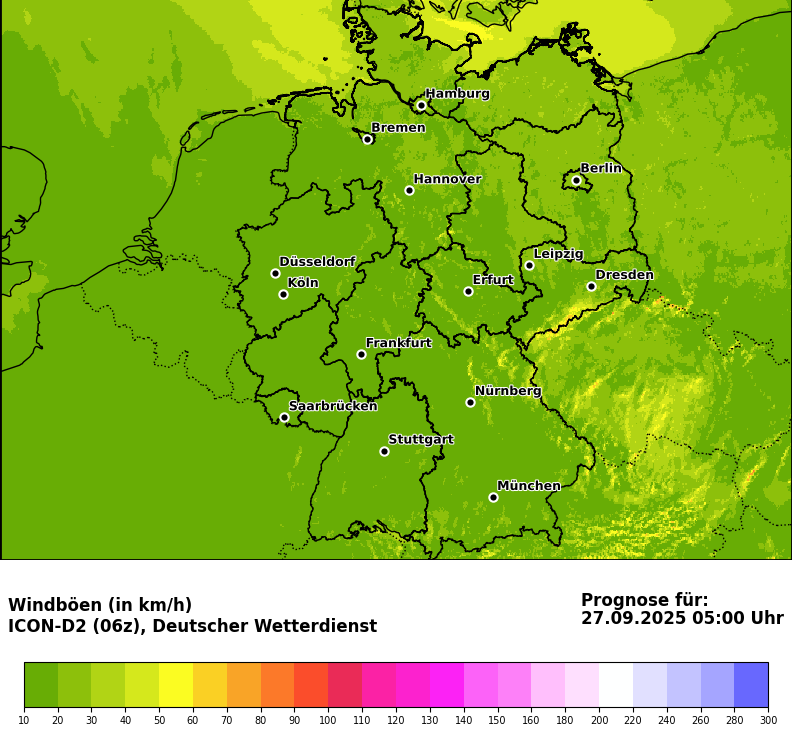 Hamburg
Bremen
Berlin
Hannover
Leipzig
Düsseldorf
Dresden
Erfurt
Köln
Frankfurt
Nürnberg
Saarbrücken
Stuttgart
München
Windböen (in km/h)
ICON-D2 (06z), Deutscher Wetterdienst
Prognose für:
27.09.2025 05:00 Uhr
10 20 30 40 50 60 70 80 90 100 110 120 130 140 150 160 180 200 220 240 260 280 300